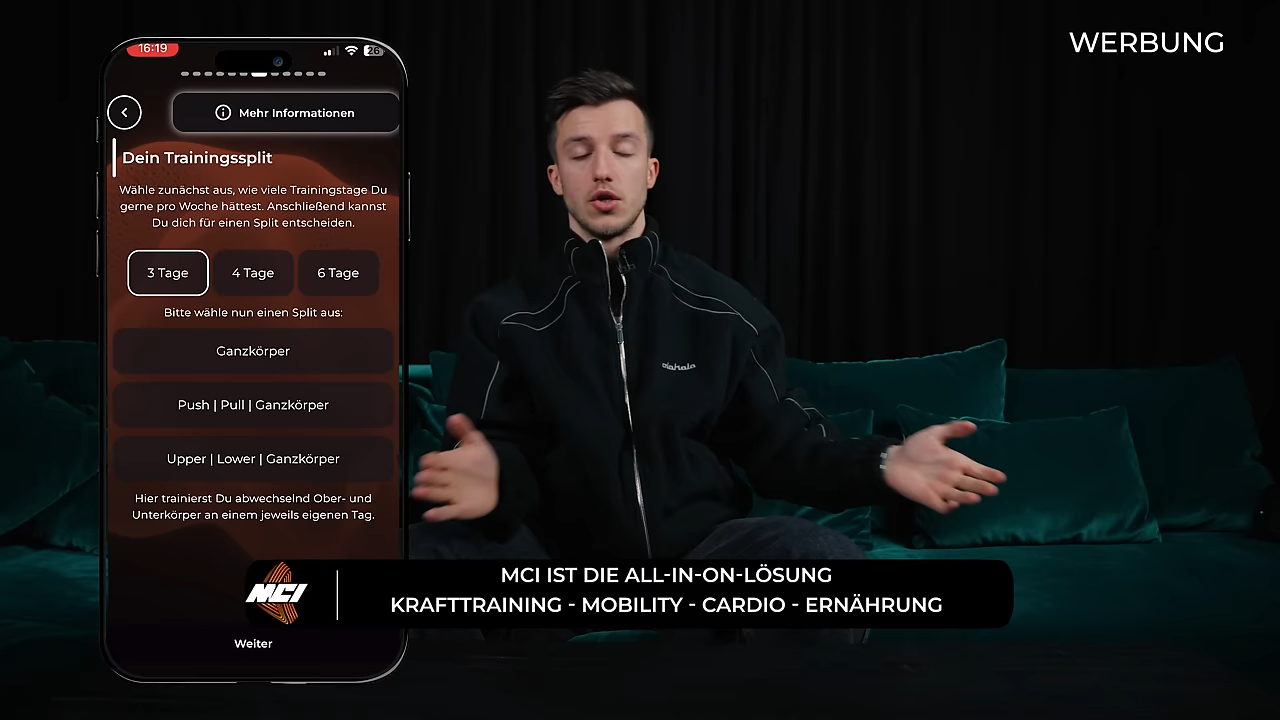 WERBUNG
16:19
26
Mehr Informationen
Dein Trainingssplit
Wähle zunächst aus, wie viele Trainingstage Du
gerne pro Woche hättest. Anschließend kannst
Du dich für einen Split entscheiden.
3 Tage
4 Tage
6 Tage
Bitte wähle nun einen Split aus:
Ganzkörper
Push | Pull | Ganzkörper
Upper | Lower | Ganzkörper
Hier trainierst Du abwechselnd Ober- und
Unterkörper an einem jeweils eigenen Tag.
Weiter
MCI
MCI IST DIE ALL-IN-ON-LÖSUNG
KRAFTTRAINING - MOBILITY - CARDIO - ERNÄHRUNG